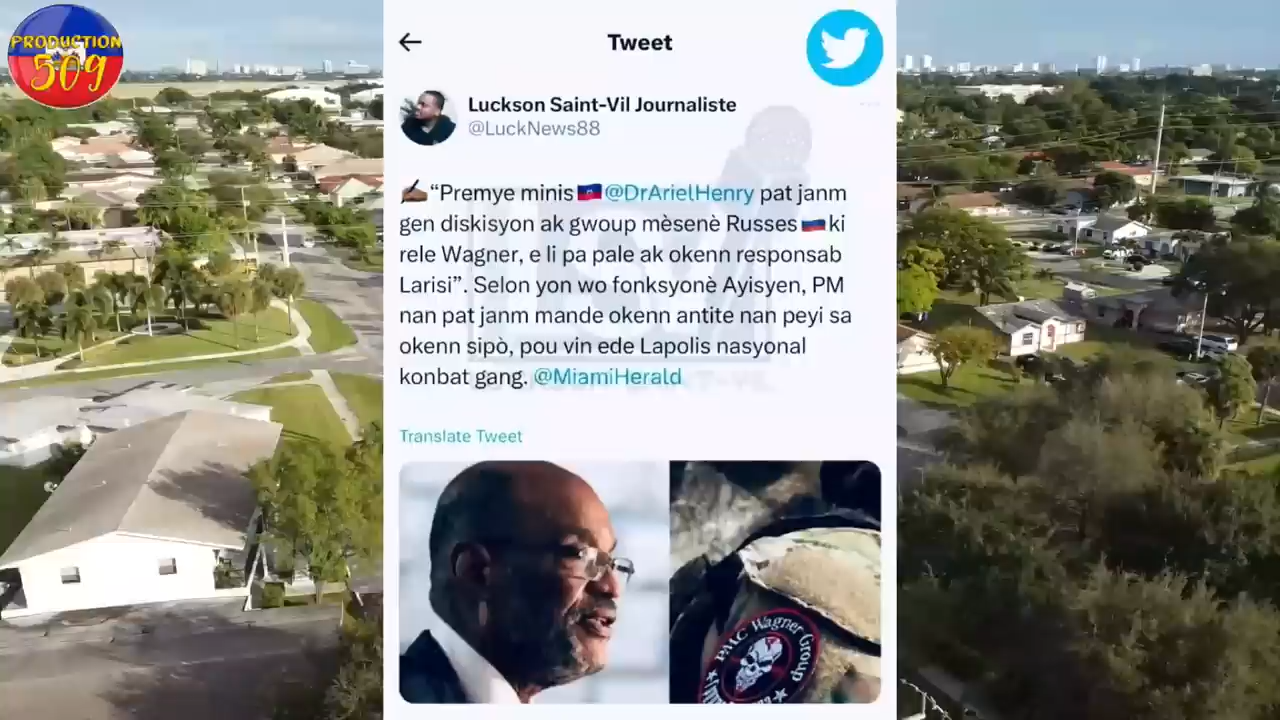 PRODUCTION
509
Tweet
Luckson Saint-Vil Journaliste
@LuckNews88
“Premye minis @DrArielHenry pat janm
gen diskisyon ak gwoup mèsenè Russes ki
rele Wagner, e li pa pale ak okenn responsab
Larisi”. Selon yon wo fonksyonè Ayisyen, PM
nan pat janm mande okenn antite nan peyi sa
okenn sipò, pou vin ede Lapolis nasyonal
konbat gang. @MiamiHerald
Translate Tweet
PMC Wagner Group